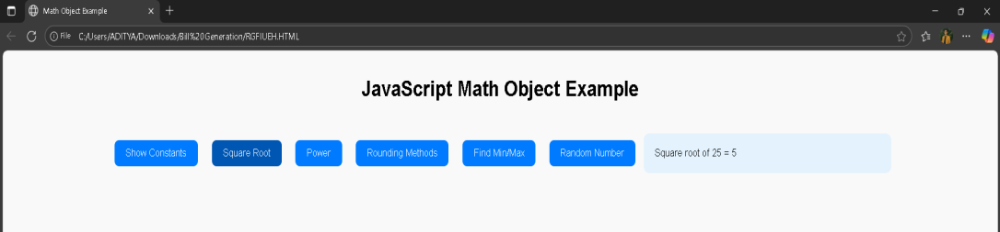 Math Object Example
File C:/Users/ADITYA/Downloads/Bill%20Generation/RGFIUEH.HTML
JavaScript Math Object Example
Show Constants Square Root Power Rounding Methods Find Min/Max Random Number Square root of 25 = 5